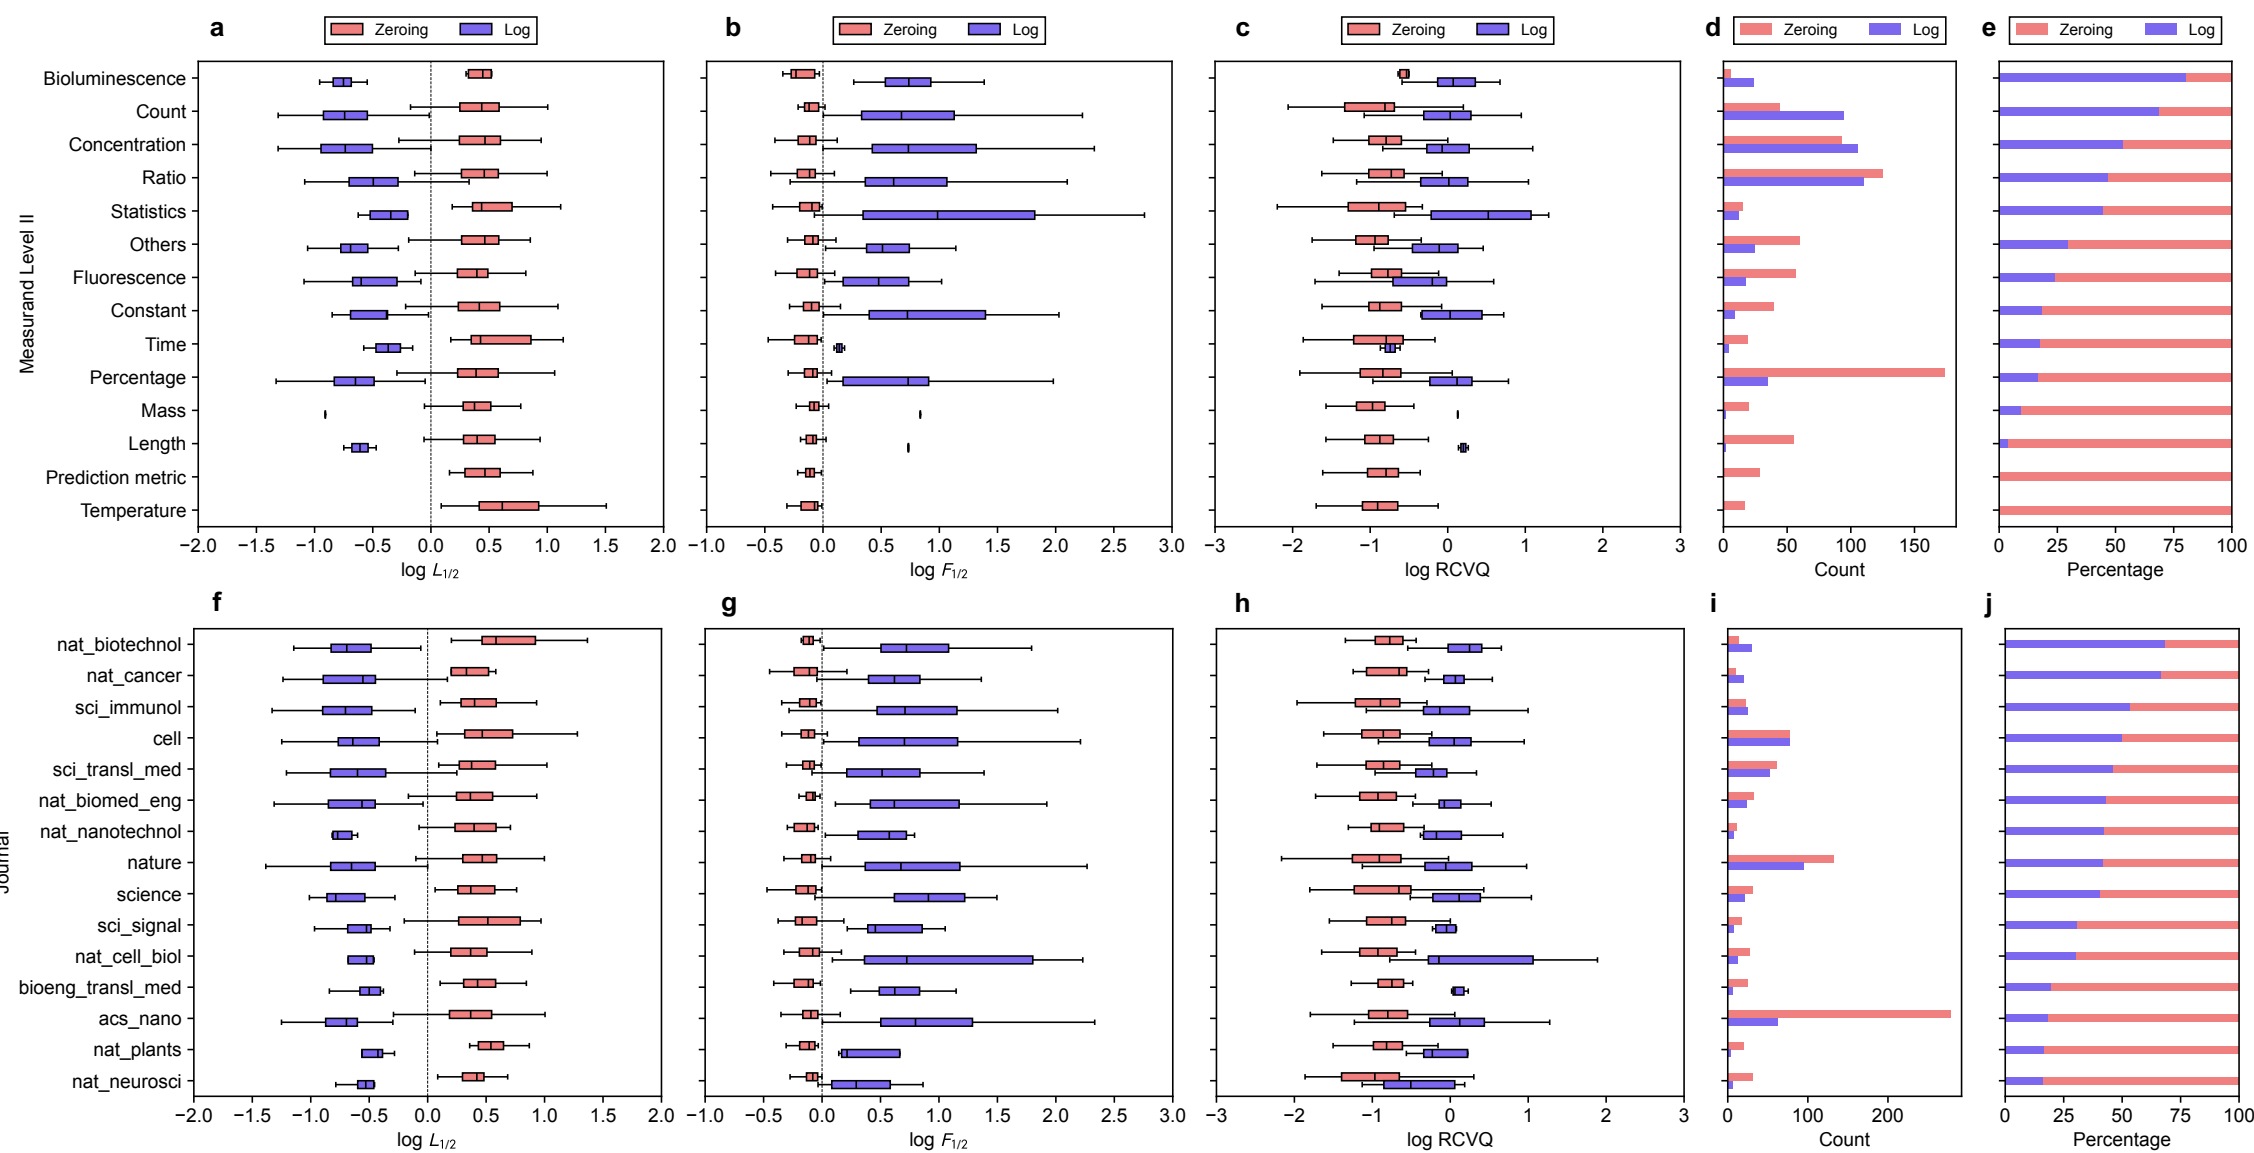 a Zeroing Log b Zeroing Log c Zeroing Log d Zeroing Log e Zeroing Log
Measurand Level II
Bioluminescence
Count
Concentration
Ratio
Statistics
Others
Fluorescence
Constant
Time
Percentage
Mass
Length
Prediction metric
Temperature
−2.0 −1.5 −1.0 −0.5 0.0 0.5 1.0 1.5 2.0 −1.0 −0.5 0.0 0.5 1.0 1.5 2.0 2.5 3.0 −3 −2 −1 0 1 2 3 0 50 100 150 0 25 50 75 100
log L1/2 log F1/2 log RCVQ Count Percentage
f g h i j
Journal
nat_biotechnol
nat_cancer
sci_immunol
cell
sci_transl_med
nat_biomed_eng
nat_nanotechnol
nature
science
sci_signal
nat_cell_biol
bioeng_transl_med
acs_nano
nat_plants
nat_neurosci
−2.0 −1.5 −1.0 −0.5 0.0 0.5 1.0 1.5 2.0 −1.0 −0.5 0.0 0.5 1.0 1.5 2.0 2.5 3.0 −3 −2 −1 0 1 2 3 0 100 200 0 25 50 75 100
log L1/2 log F1/2 log RCVQ Count Percentage